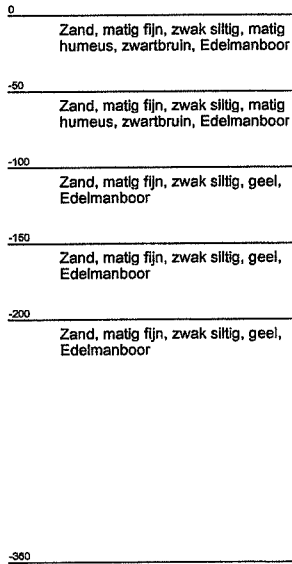 0
Zand, matig fijn, zwak siltig, matig
humeus, zwartbruin, Edelmanboor
-50
Zand, matig fijn, zwak siltig, matig
humeus, zwartbruin, Edelmanboor
-100
Zand, matig fijn, zwak siltig, geel,
Edelmanboor
-150
Zand, matig fijn, zwak siltig, geel,
Edelmanboor
-200
Zand, matig fijn, zwak siltig, geel,
Edelmanboor
-360